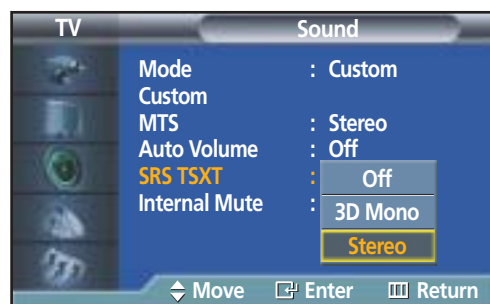 TV Sound
Mode : Custom
Custom
MTS : Stereo
Auto Volume : Off
SRS TSXT : Off
Internal Mute : 3D Mono
Stereo
Move Enter Return